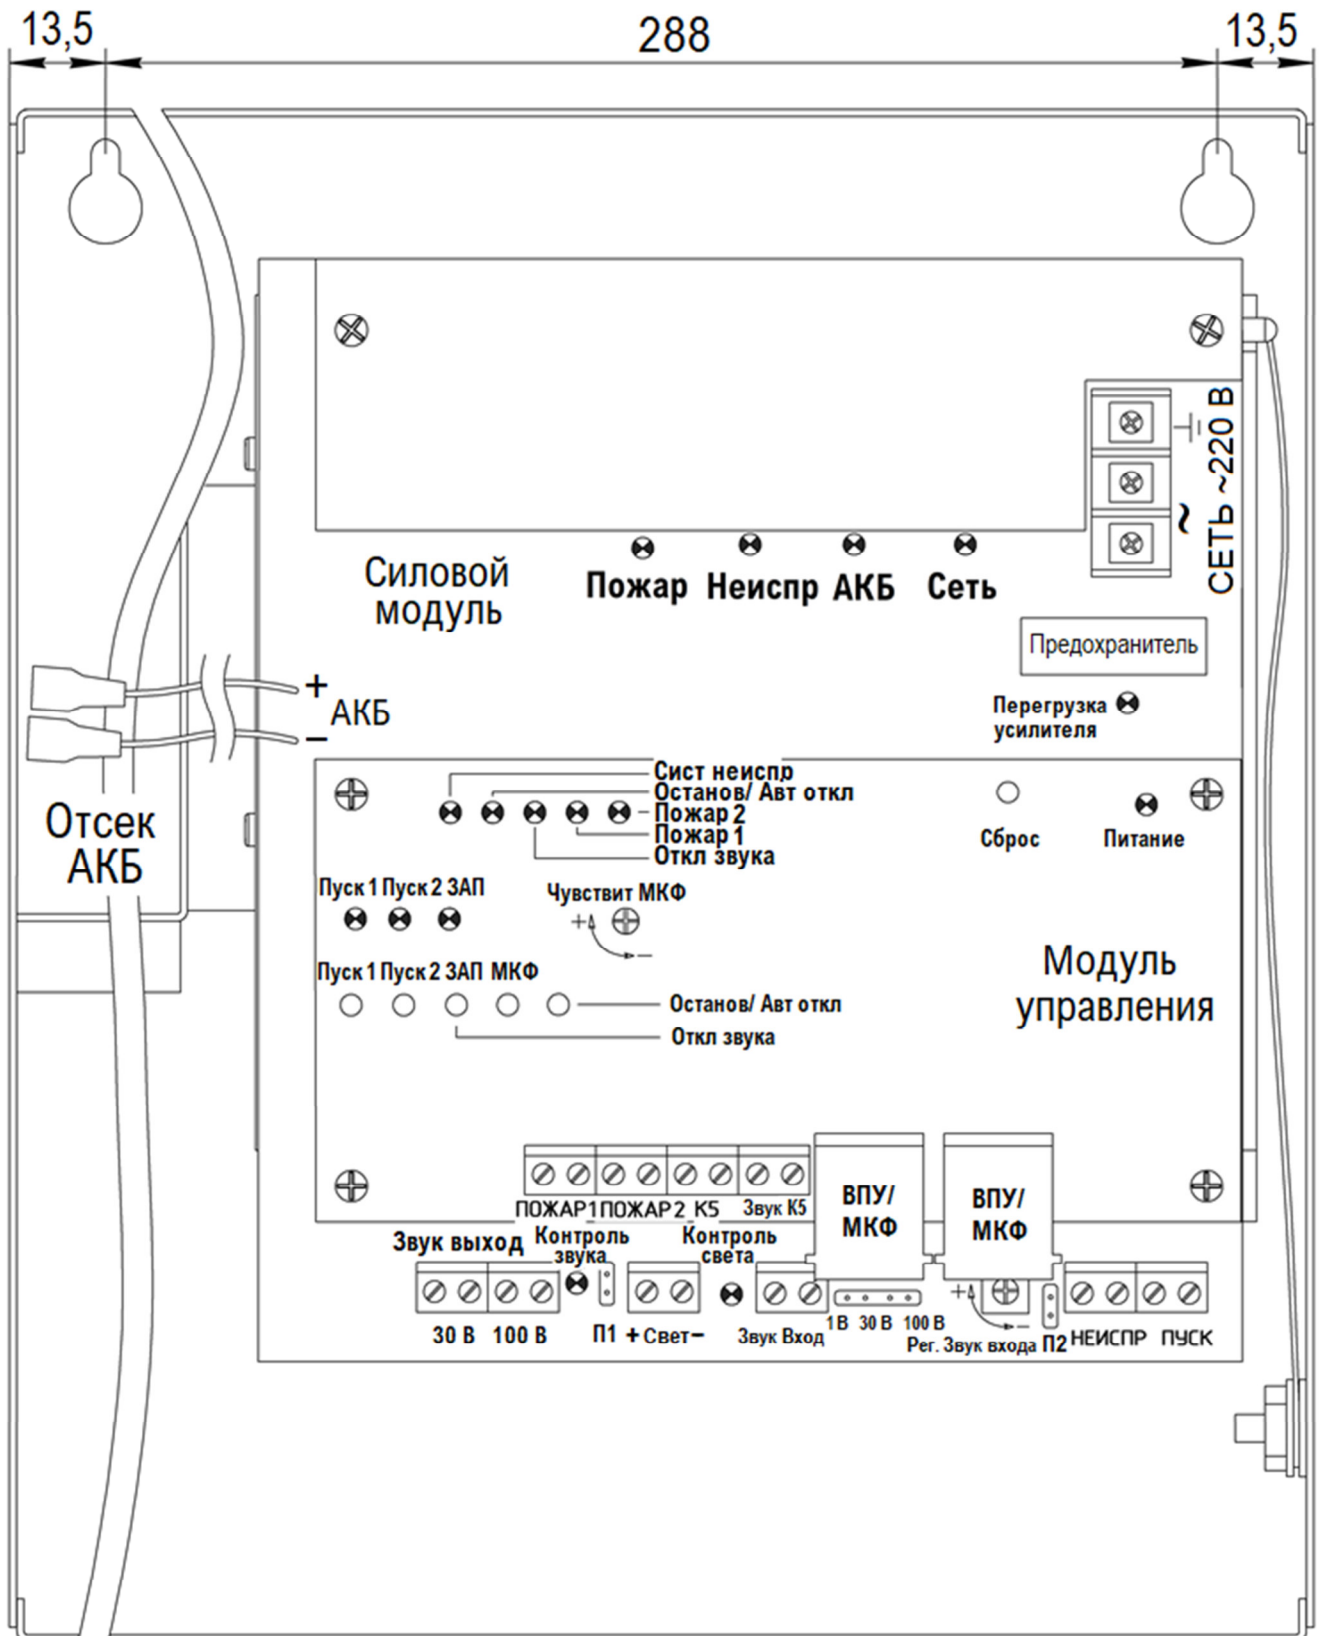 13,5 288 13,5
СЕТЬ ~220 В
~
Силовой
модуль
Пожар Неиспр АКБ Сеть
Предохранитель
Перегрузка
усилителя
+
АКБ
−
Отсек
АКБ
Сист неиспр
Останов/ Авт откл
Пожар 2
Пожар 1
Откл звука
Сброс Питание
Пуск 1 Пуск 2 ЗАП
Чувствит МКФ
+
−
Пуск 1 Пуск 2 ЗАП МКФ
Останов/ Авт откл
Откл звука
Модуль
управления
ПОЖАР1 ПОЖАР 2 К5 Звук К5
ВПУ/
МКФ
ВПУ/
МКФ
Звук выход
Контроль
звука
Контроль
света
30 В 100 В П1 + Свет − Звук Вход
1 В 30 В 100 В
+
−
Рег. Звук входа П2 НЕИСПР ПУСК